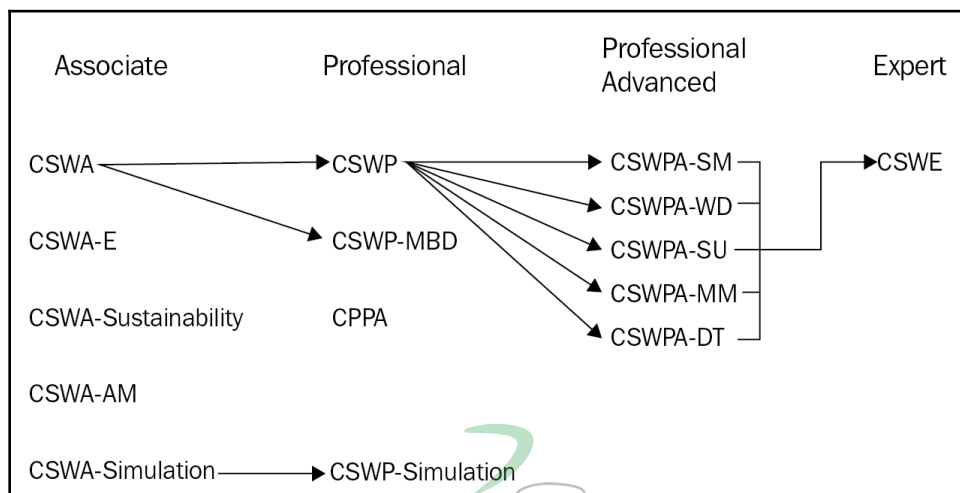 Associate
Professional
Professional
Advanced
Expert
CSWA
CSWP
CSWPA-SM
CSWE
CSWPA-WD
CSWA-E
CSWP-MBD
CSWPA-SU
CSWPA-MM
CSWA-Sustainability
CPPA
CSWPA-DT
CSWA-AM
CSWA-Simulation
CSWP-Simulation